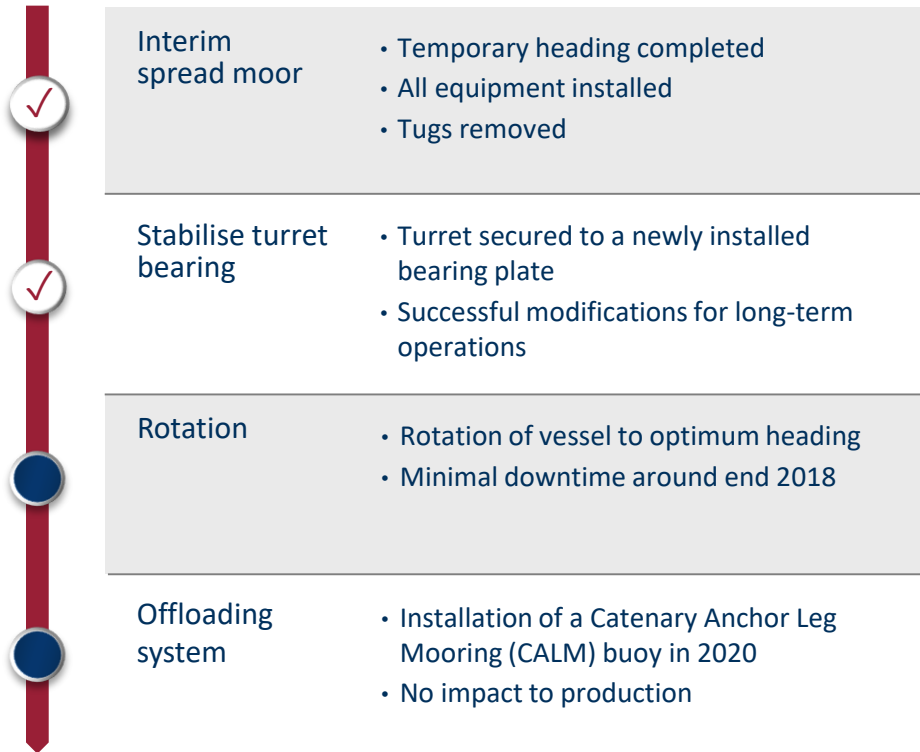 Interim
spread moor
• Temporary heading completed
• All equipment installed
• Tugs removed
Stabilise turret
bearing
• Turret secured to a newly installed
bearing plate
• Successful modifications for long-term
operations
Rotation
• Rotation of vessel to optimum heading
• Minimal downtime around end 2018
Offloading
system
• Installation of a Catenary Anchor Leg
Mooring (CALM) buoy in 2020
• No impact to production